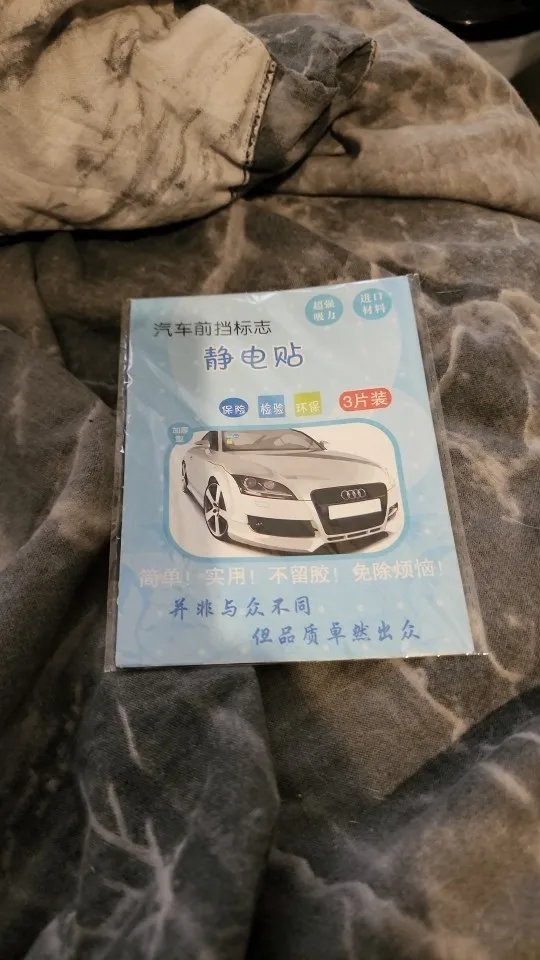 超强
吸力
进口
材料
汽车前挡标志
静电贴
保险
检验
环保
3片装
加厚
型
简单！实用！不留胶！免除烦恼！
并非与众不同
但品质卓然出众